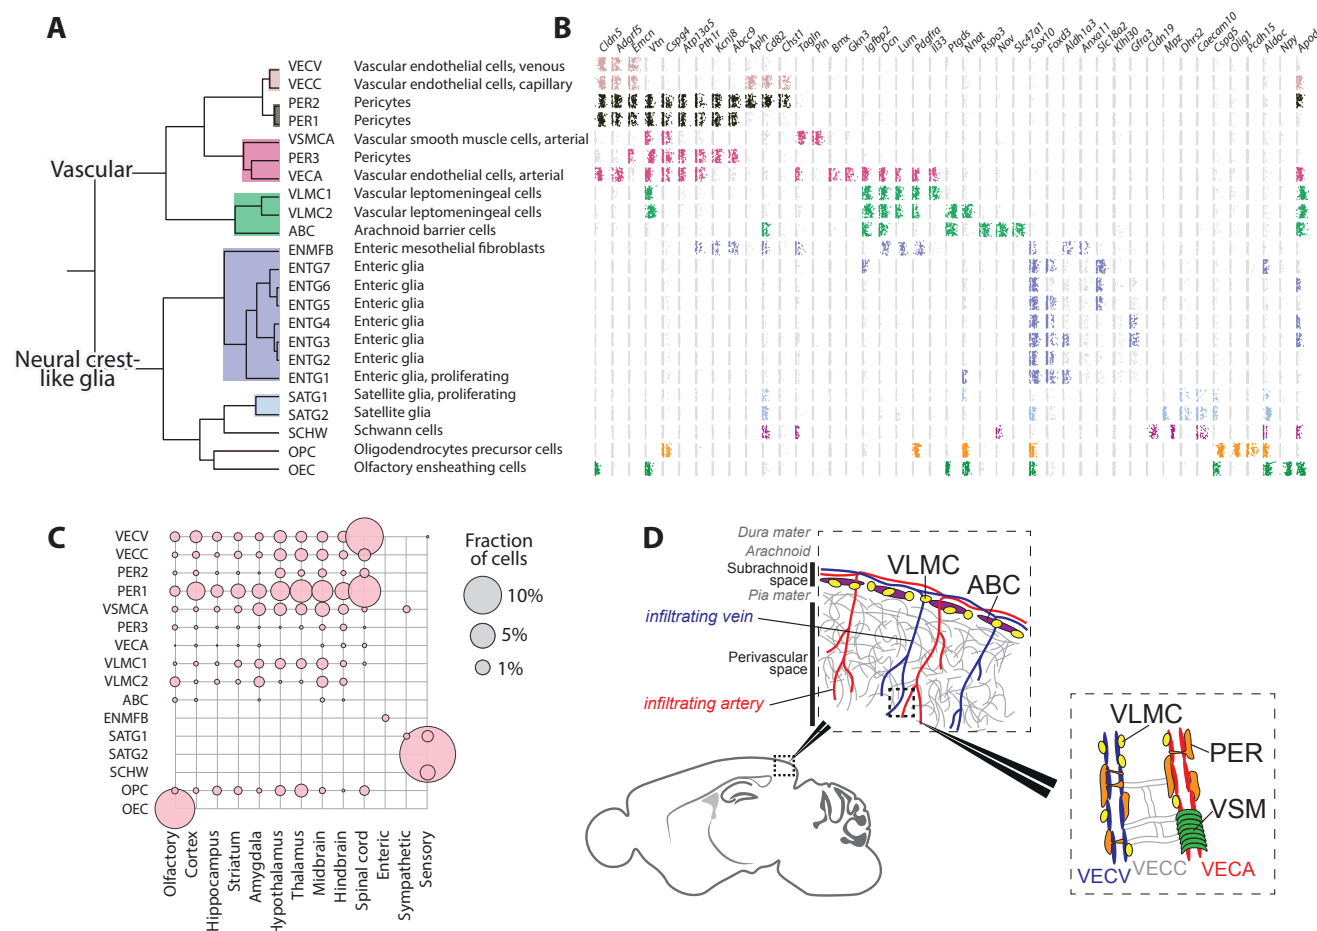 A
B
Cldn5 Adgrf5 Emcn Vtn Cspg4 Atp13a5 Pth1r Kcnj8 Abcc9 Apln Cd82 Chst1 Tagln Pln Bmx Gkn3 Igfbp2 Dcn Lum Pdgfra Il33 Ptgds Nnat Rspo3 Nov Slc47a1 Sox10 Foxd3 Aldh1a3 Anxa11 Slc18a2 Klhl30 Gfra3 Cldn19 Mpz Dhrs2 Caecam10 Cspg5 Olig1 Pcdh15 Aldoc Npy Apod
VECV Vascular endothelial cells, venous
VECC Vascular endothelial cells, capillary
PER2 Pericytes
PER1 Pericytes
VSMCA Vascular smooth muscle cells, arterial
PER3 Pericytes
VECA Vascular endothelial cells, arterial
VLMC1 Vascular leptomeningeal cells
VLMC2 Vascular leptomeningeal cells
ABC Arachnoid barrier cells
ENMFB Enteric mesothelial fibroblasts
ENTG7 Enteric glia
ENTG6 Enteric glia
ENTG5 Enteric glia
ENTG4 Enteric glia
ENTG3 Enteric glia
ENTG2 Enteric glia
ENTG1 Enteric glia, proliferating
SATG1 Satellite glia, proliferating
SATG2 Satellite glia
SCHW Schwann cells
OPC Oligodendrocytes precursor cells
OEC Olfactory ensheathing cells
Vascular
Neural crest-
like glia
C
VECV
VECC
PER2
PER1
VSMCA
PER3
VECA
VLMC1
VLMC2
ABC
ENMFB
SATG1
SATG2
SCHW
OPC
OEC
Olfactory
Cortex
Hippocampus
Striatum
Amygdala
Hypothalamus
Thalamus
Midbrain
Hindbrain
Spinal cord
Enteric
Sympathetic
Sensory
Fraction
of cells
10%
5%
1%
D
Dura mater
Arachnoid
Subrachnoid
space
Pia mater
infiltrating vein
Perivascular
space
infiltrating artery
VLMC
ABC
VLMC
PER
VSM
VECV
VECC
VECA